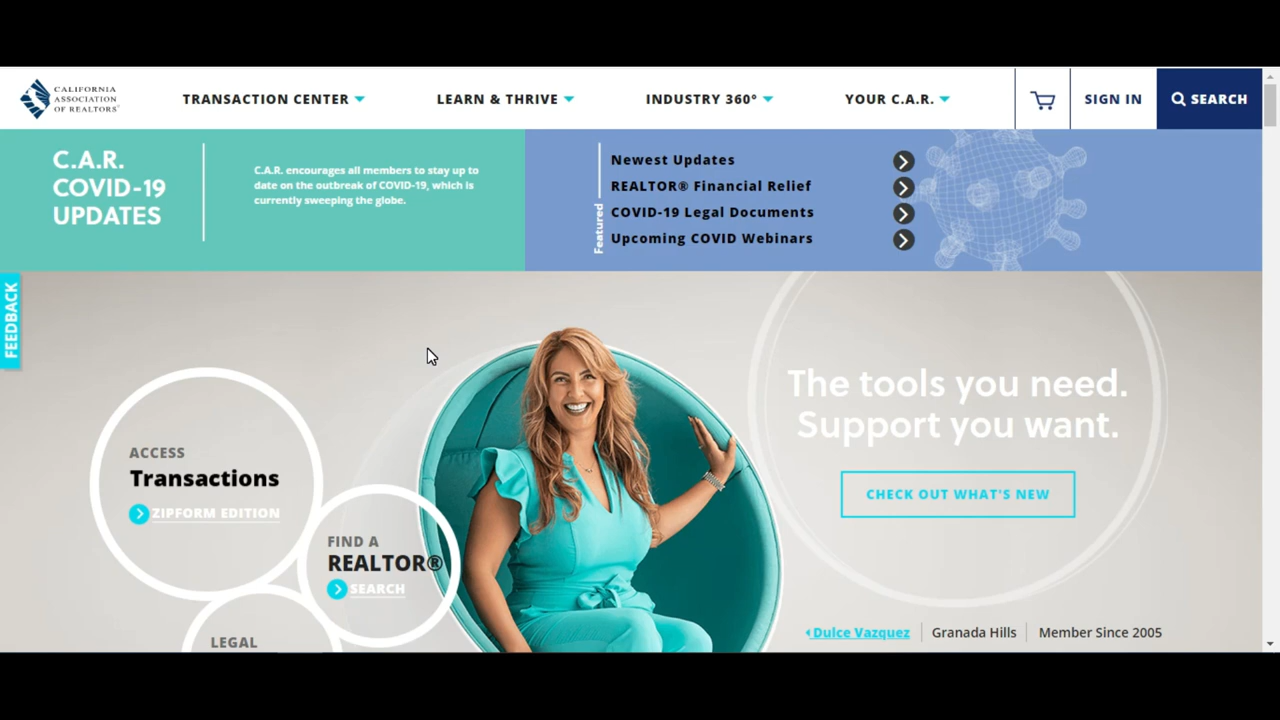 CALIFORNIA
ASSOCIATION
OF REALTORS®
TRANSACTION CENTER
LEARN & THRIVE
INDUSTRY 360°
YOUR C.A.R.
SIGN IN
SEARCH
C.A.R.
COVID-19
UPDATES
C.A.R. encourages all members to stay up to
date on the outbreak of COVID-19, which is
currently sweeping the globe.
Featured
Newest Updates
REALTOR® Financial Relief
COVID-19 Legal Documents
Upcoming COVID Webinars
FEEDBACK
ACCESS
Transactions
ZIPFORM EDITION
FIND A
REALTOR®
SEARCH
LEGAL
The tools you need.
Support you want.
CHECK OUT WHAT'S NEW
Dulce Vazquez
Granada Hills
Member Since 2005